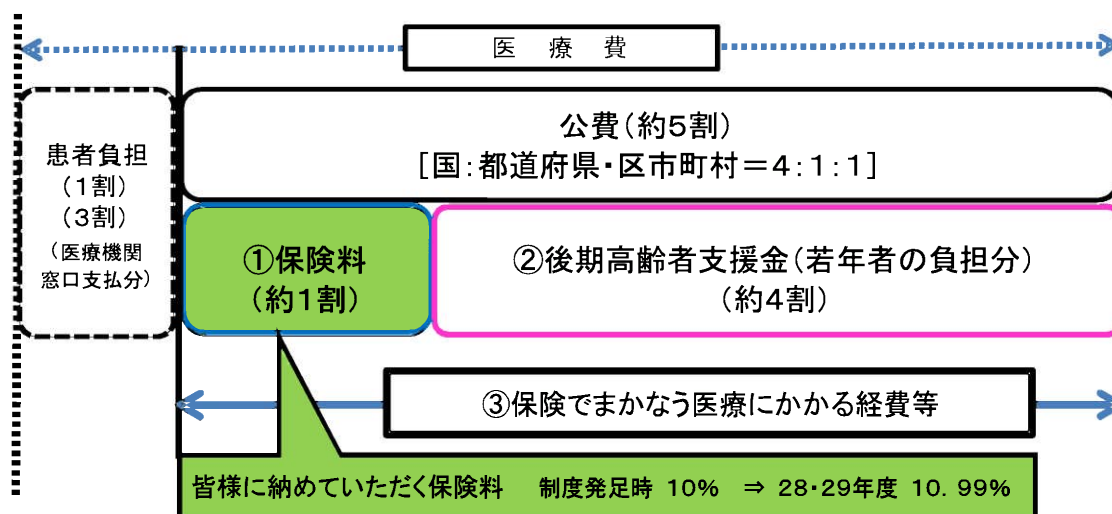 医 療 費
患者負担
(1割)
(3割)
(医療機関
窓口支払分)
公費(約5割)
[国:都道府県・区市町村=4:1:1]
①保険料
(約1割)
②後期高齢者支援金(若年者の負担分)
(約4割)
③保険でまかなう医療にかかる経費等
皆様に納めていただく保険料 制度発足時 10% ⇒ 28・29年度 10.99%